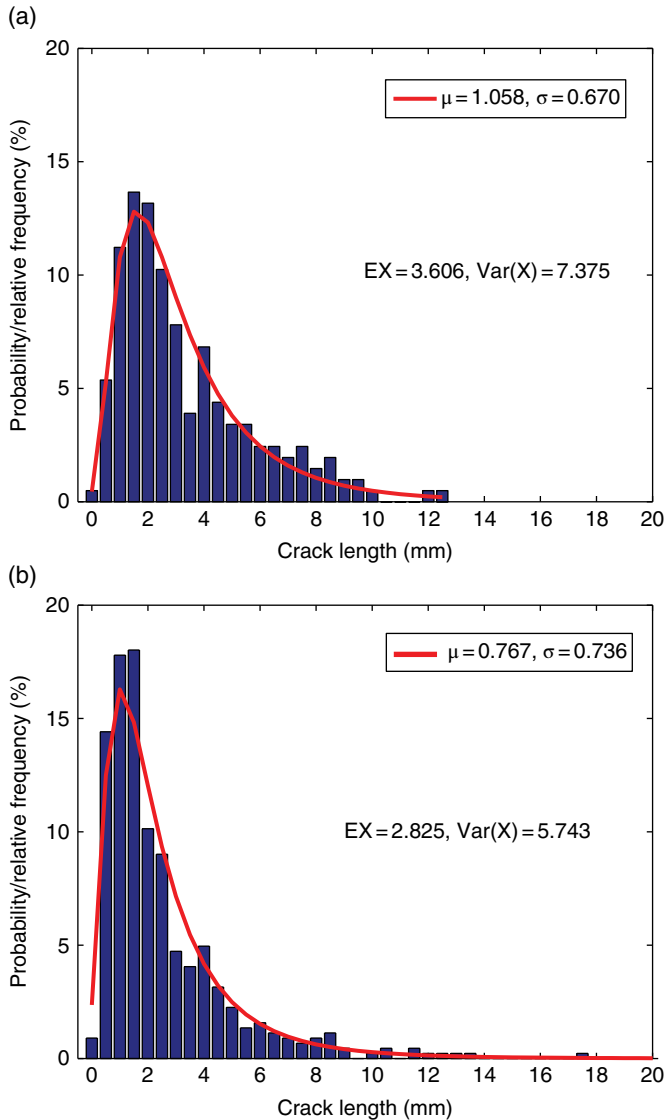 (a)
20
15
10
5
0
Probability/relative frequency (%)
μ = 1.058, σ = 0.670
EX = 3.606, Var(X) = 7.375
0 2 4 6 8 10 12 14 16 18 20
Crack length (mm)
(b)
20
15
10
5
0
Probability/relative frequency (%)
μ = 0.767, σ = 0.736
EX = 2.825, Var(X) = 5.743
0 2 4 6 8 10 12 14 16 18 20
Crack length (mm)